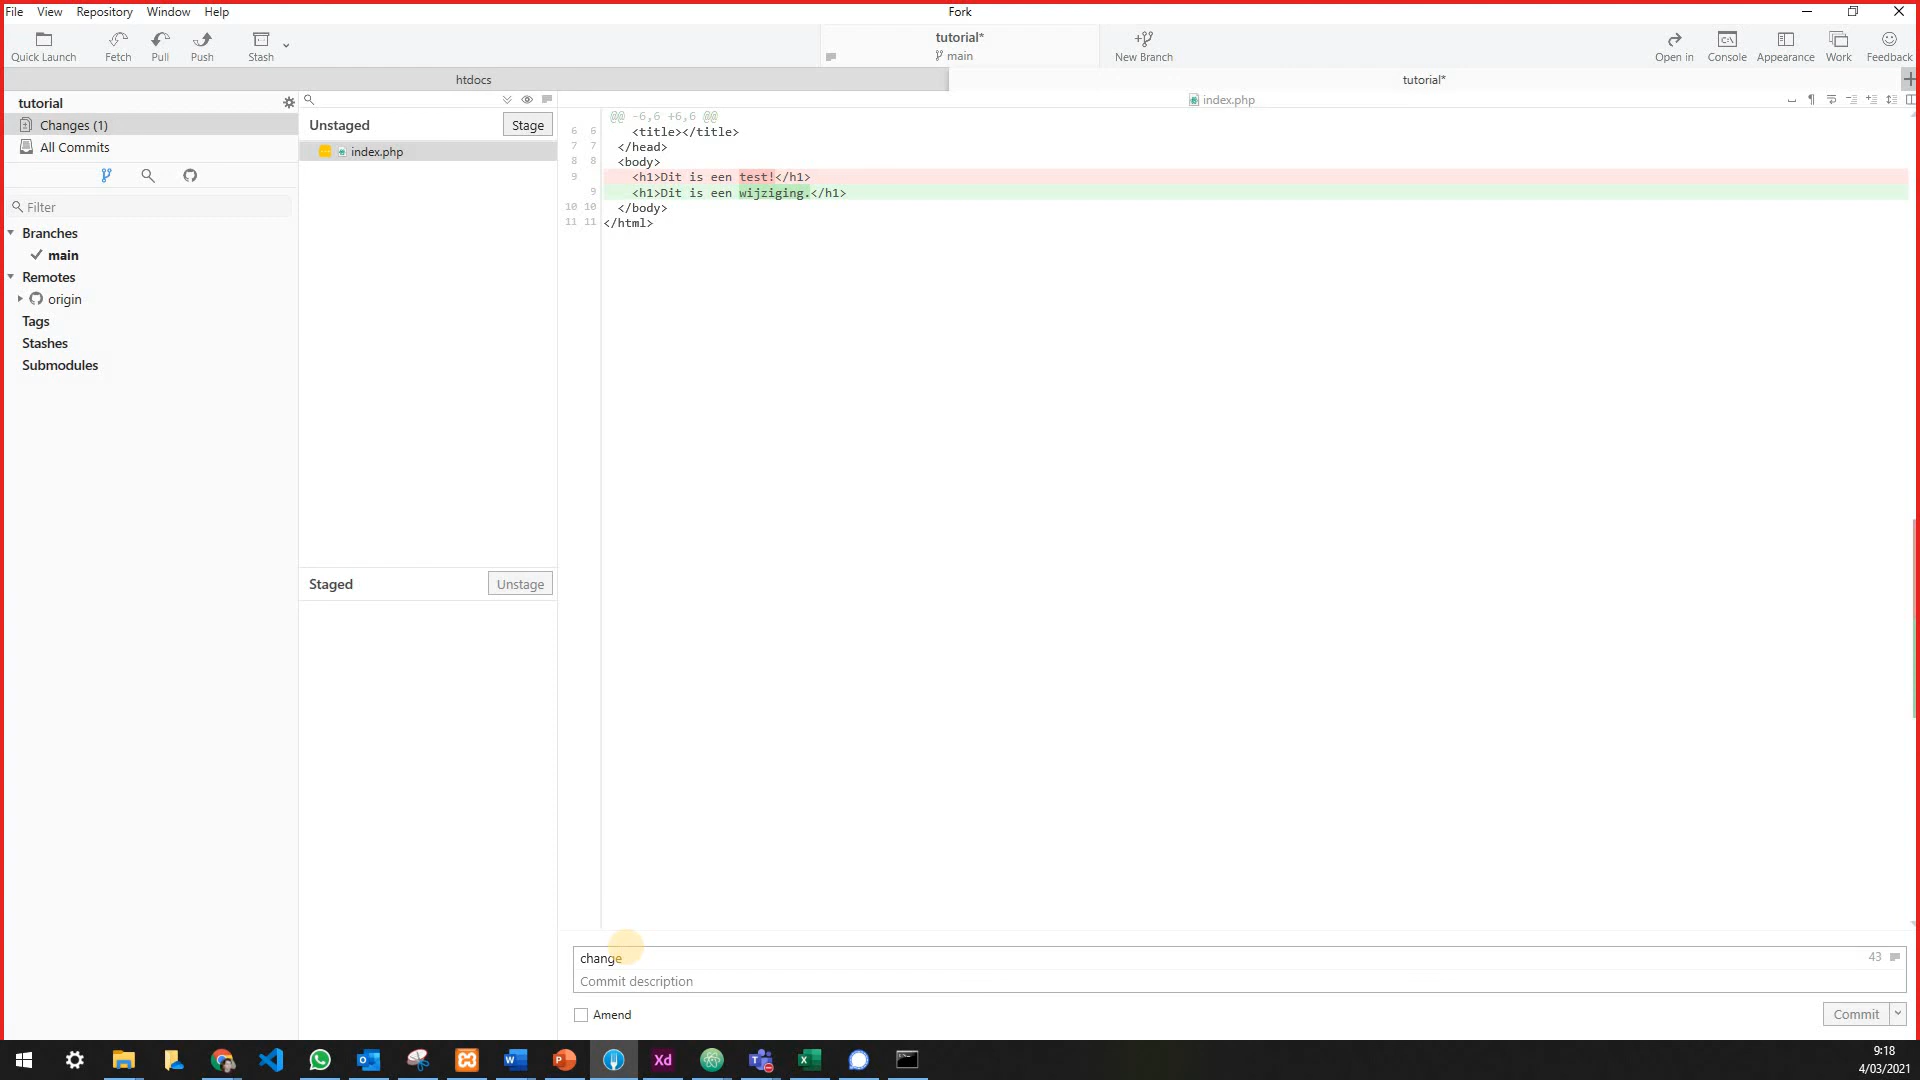 File View Repository Window Help
Fork
Quick Launch Fetch Pull Push Stash
tutorial*
main
New Branch
Open in Console Appearance Work Feedback
htdocs
tutorial*
tutorial
Changes (1)
All Commits
Filter
Branches
main
Remotes
origin
Tags
Stashes
Submodules
Unstaged
Stage
index.php
Staged
Unstage
index.php
@@ -6,6 +6,6 @@
6 6 <title></title>
7 7 </head>
8 8 <body>
9 <h1>Dit is een test!</h1>
9 <h1>Dit is een wijziging.</h1>
10 10 </body>
11 11 </html>
change
43
Commit description
Amend
Commit
9:18
4/03/2021